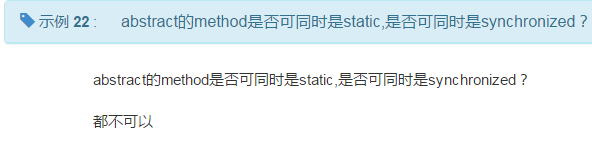 示例 22 : abstract的method是否可同时是static,是否可同时是synchronized ?
abstract的method是否可同时是static,是否可同时是synchronized ?
都不可以